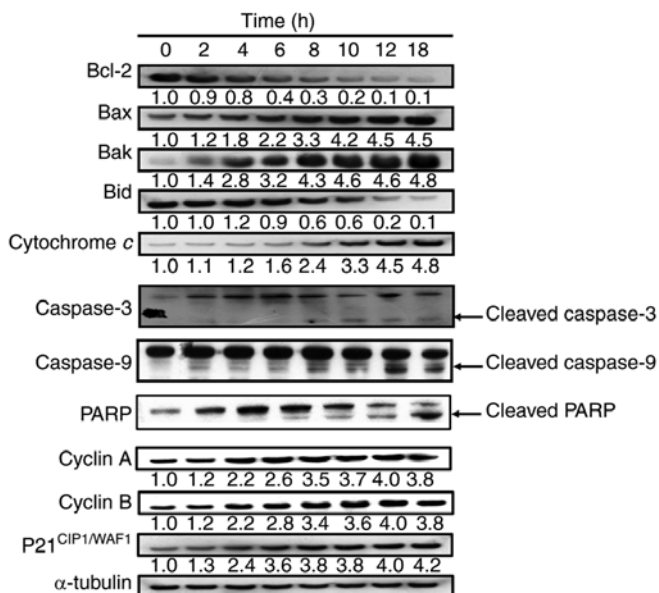 Time (h)
0 2 4 6 8 10 12 18
Bcl-2
1.0 0.9 0.8 0.4 0.3 0.2 0.1 0.1
Bax
1.0 1.2 1.8 2.2 3.3 4.2 4.5 4.5
Bak
1.0 1.4 2.8 3.2 4.3 4.6 4.6 4.8
Bid
1.0 1.0 1.2 0.9 0.6 0.6 0.2 0.1
Cytochrome c
1.0 1.1 1.2 1.6 2.4 3.3 4.5 4.8
Caspase-3 Cleaved caspase-3
Caspase-9 Cleaved caspase-9
PARP Cleaved PARP
Cyclin A
1.0 1.2 2.2 2.6 3.5 3.7 4.0 3.8
Cyclin B
1.0 1.2 2.2 2.8 3.4 3.6 4.0 3.8
P21CIP1/WAF1
1.0 1.3 2.4 3.6 3.8 3.8 4.0 4.2
α-tubulin